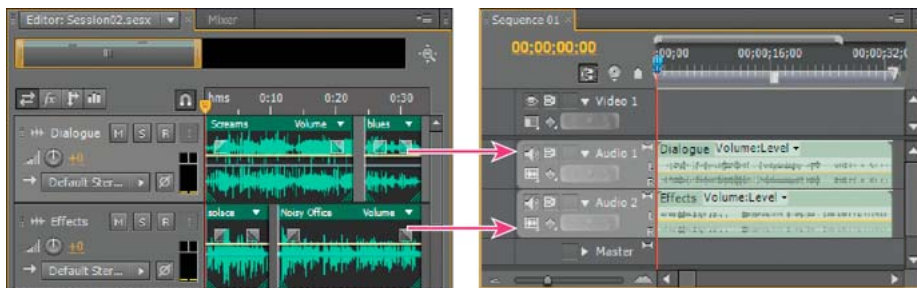 Editor: Session02.sesx
Mixer
hms 0:10 0:20 0:30
Dialogue M S R I
+0
Default Ster...
Screams Volume blues
Effects M S R I
+0
Default Ster...
solace Noisy Office Volume
Sequence 01
00;00;00;00
;00;00 00;00;16;00 00;00;32;0
Video 1
Audio 1
Dialogue Volume:Level
Audio 2
Effects Volume:Level
Master